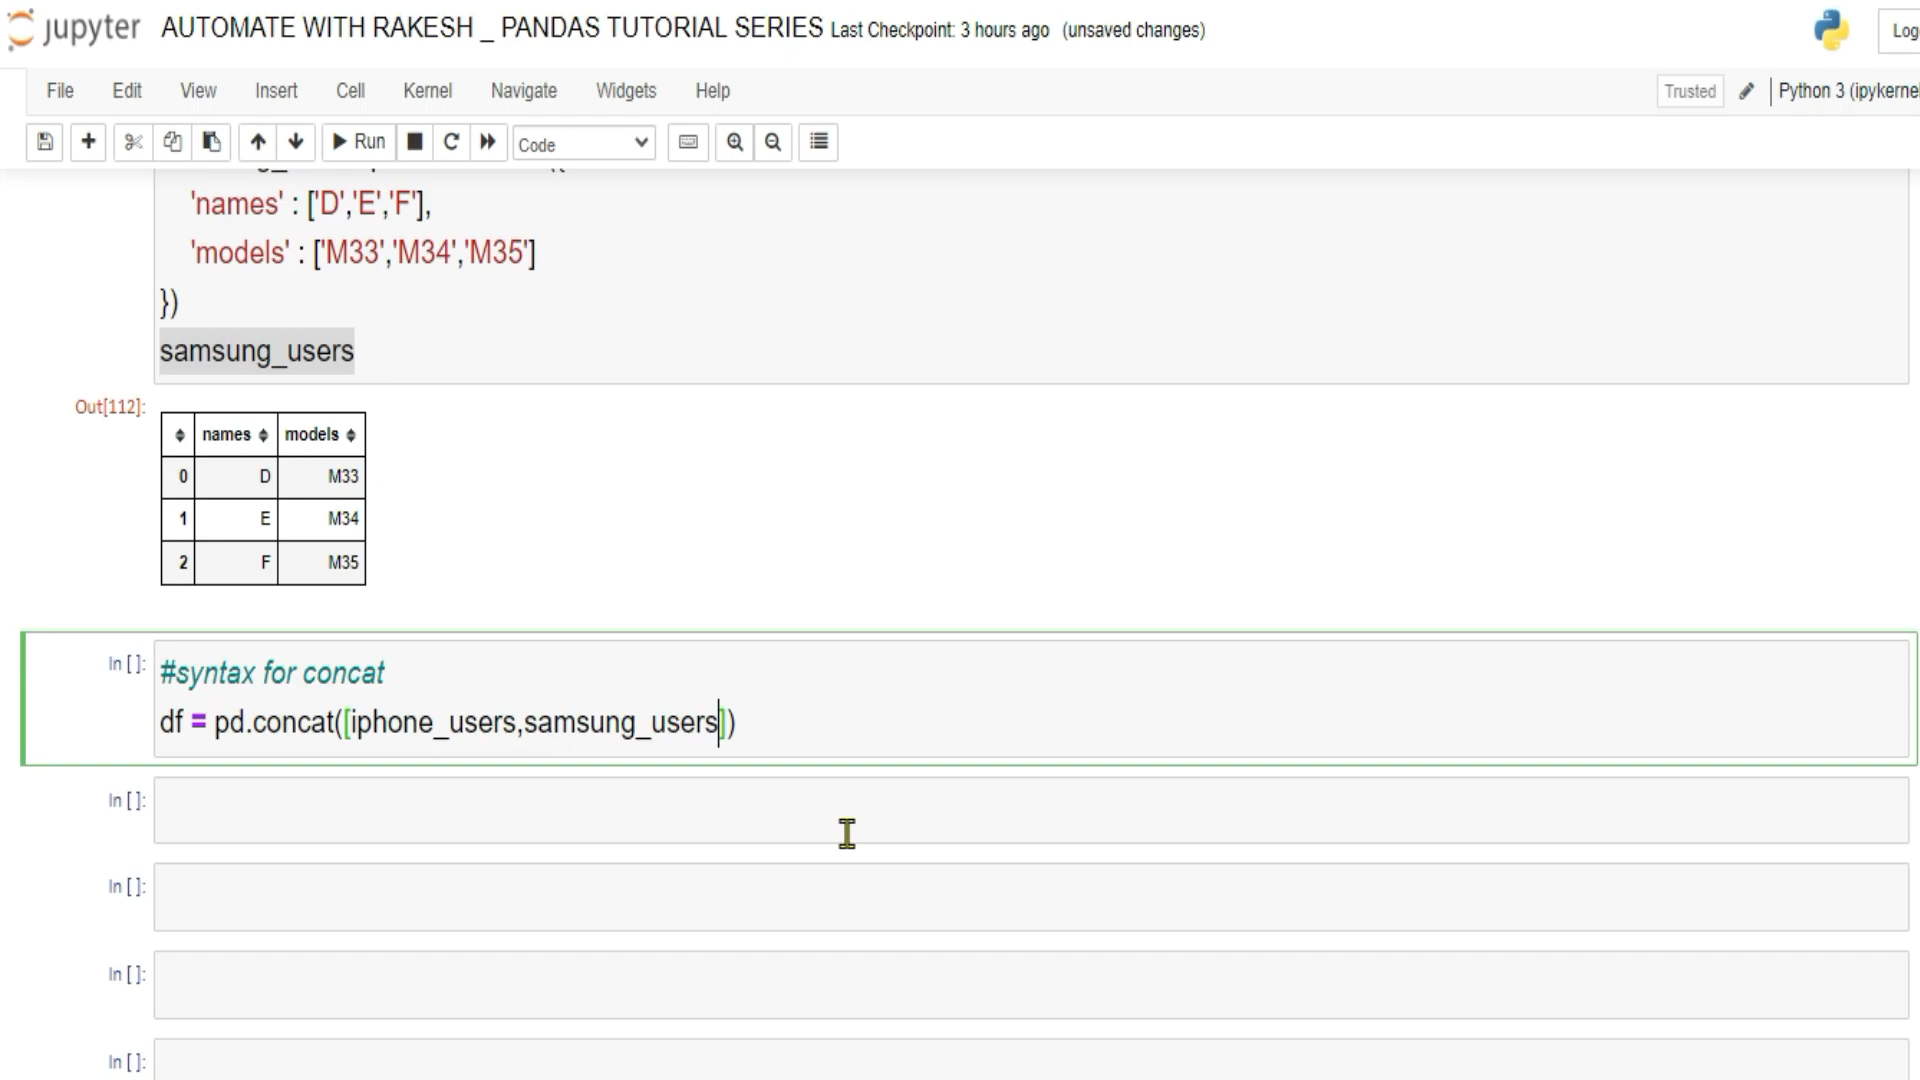 jupyter AUTOMATE WITH RAKESH _ PANDAS TUTORIAL SERIES Last Checkpoint: 3 hours ago (unsaved changes)
File Edit View Insert Cell Kernel Navigate Widgets Help Trusted Python 3
Run Code
'names' : ['D','E','F'],
'models' : ['M33','M34','M35']
})
samsung_users
Out[112]:
names models
0 D M33
1 E M34
2 F M35
In [ ]: #syntax for concat
df = pd.concat([iphone_users,samsung_users])
In [ ]:
In [ ]:
In [ ]:
In [ ]: